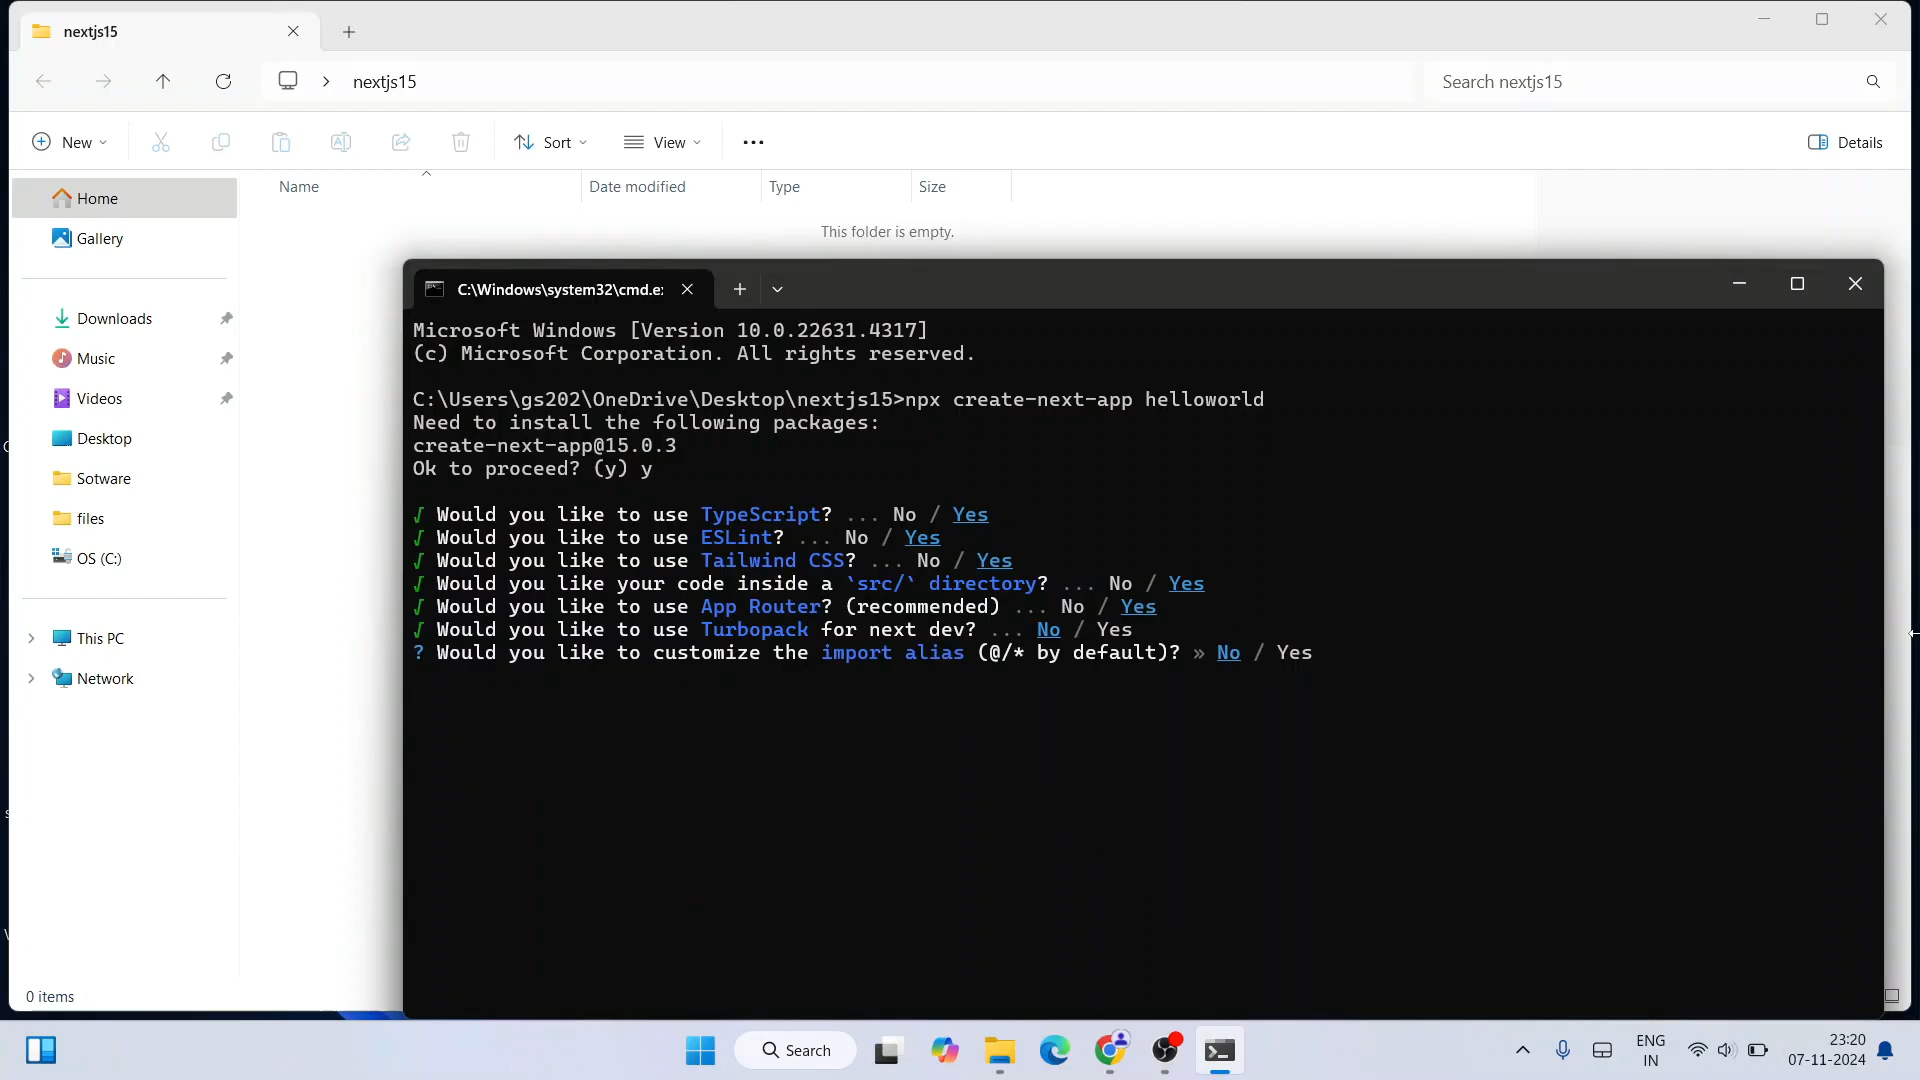 nextjs15
nextjs15
Search nextjs15
New
Sort
View
Details
Name
Date modified
Type
Size
This folder is empty.
Home
Gallery
Downloads
Music
Videos
Desktop
Sotware
files
OS (C:)
This PC
Network
0 items
C:\Windows\system32\cmd.e
Microsoft Windows [Version 10.0.22631.4317]
(c) Microsoft Corporation. All rights reserved.
C:\Users\gs202\OneDrive\Desktop\nextjs15>npx create-next-app helloworld
Need to install the following packages:
create-next-app@15.0.3
Ok to proceed? (y) y
√ Would you like to use TypeScript? ... No / Yes
√ Would you like to use ESLint? ... No / Yes
√ Would you like to use Tailwind CSS? ... No / Yes
√ Would you like your code inside a `src/` directory? ... No / Yes
√ Would you like to use App Router? (recommended) ... No / Yes
√ Would you like to use Turbopack for next dev? ... No / Yes
? Would you like to customize the import alias (@/* by default)? » No / Yes
Search
ENG
IN
23:20
07-11-2024